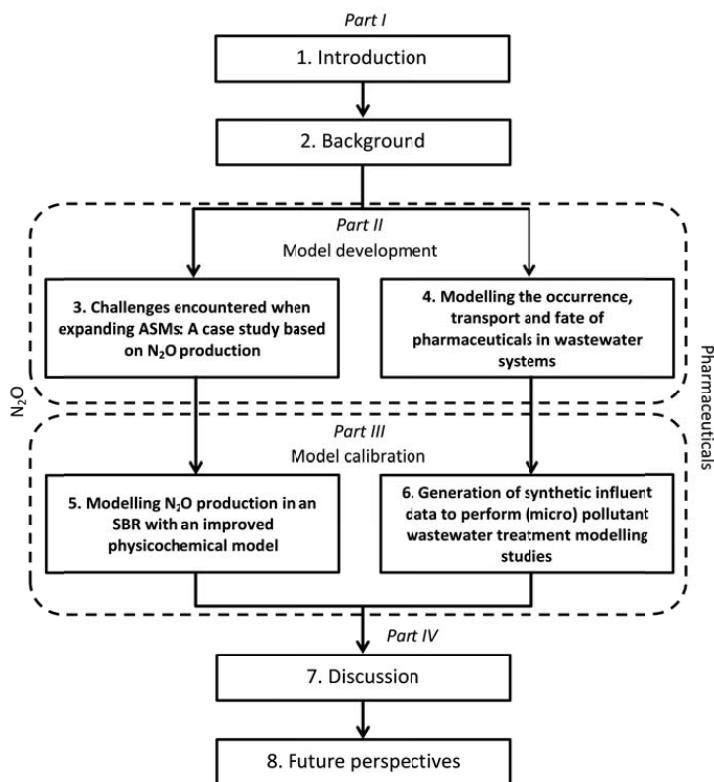 Part I
1. Introduction
2. Background
Part II
Model development
3. Challenges encountered when
expanding ASMs: A case study based
on N₂O production
4. Modelling the occurrence,
transport and fate of
pharmaceuticals in wastewater
systems
N₂O
Pharmaceuticals
Part III
Model calibration
5. Modelling N₂O production in an
SBR with an improved
physicochemical model
6. Generation of synthetic influent
data to perform (micro) pollutant
wastewater treatment modelling
studies
Part IV
7. Discussion
8. Future perspectives